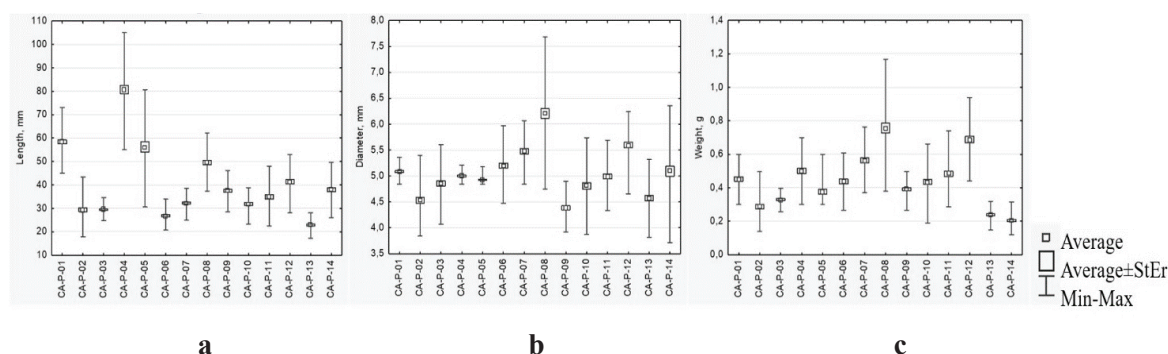 Length, mm
110
100
90
80
70
60
50
40
30
20
10
CA-P-01
CA-P-02
CA-P-03
CA-P-04
CA-P-05
CA-P-06
CA-P-07
CA-P-08
CA-P-09
CA-P-10
CA-P-11
CA-P-12
CA-P-13
CA-P-14
a
Diameter, mm
8,0
7,5
7,0
6,5
6,0
5,5
5,0
4,5
4,0
3,5
CA-P-01
CA-P-02
CA-P-03
CA-P-04
CA-P-05
CA-P-06
CA-P-07
CA-P-08
CA-P-09
CA-P-10
CA-P-11
CA-P-12
CA-P-13
CA-P-14
b
Weight, g
1,4
1,2
1,0
0,8
0,6
0,4
0,2
0,0
CA-P-01
CA-P-02
CA-P-03
CA-P-04
CA-P-05
CA-P-06
CA-P-07
CA-P-08
CA-P-09
CA-P-10
CA-P-11
CA-P-12
CA-P-13
CA-P-14
c
Average
Average±StEr
Min-Max